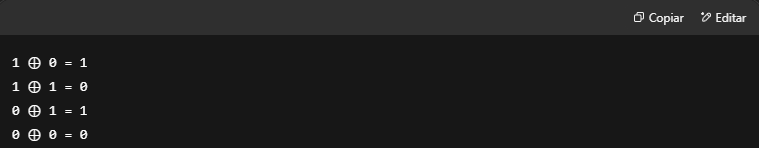 Copiar Editar
1 ⊕ 0 = 1
1 ⊕ 1 = 0
0 ⊕ 1 = 1
0 ⊕ 0 = 0